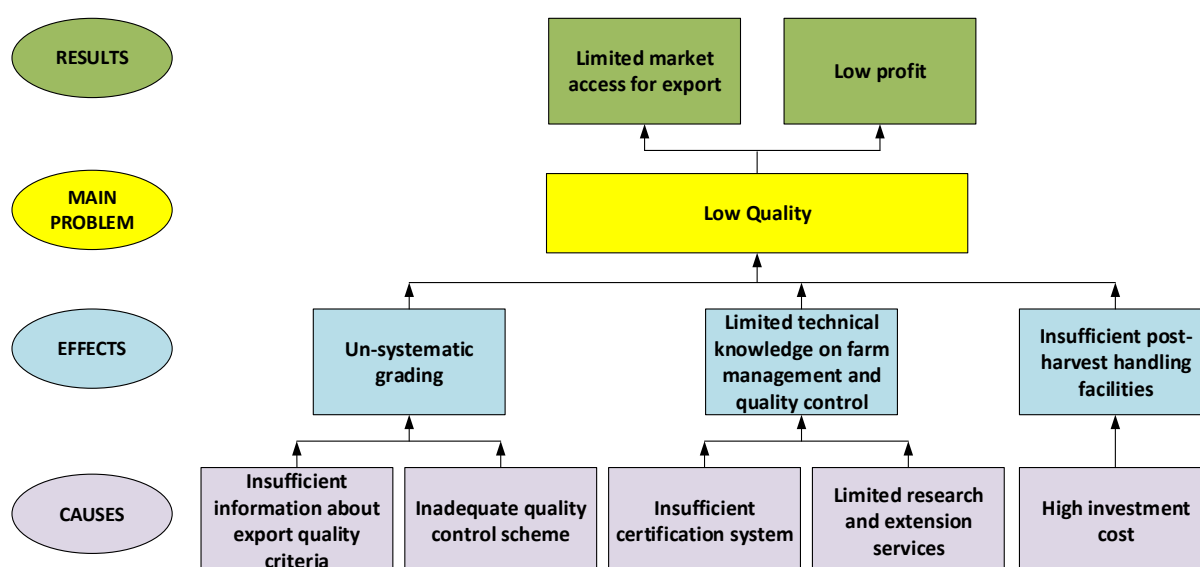 RESULTS
Limited market
access for export
Low profit
MAIN
PROBLEM
Low Quality
EFFECTS
Un-systematic
grading
Limited technical
knowledge on farm
management and
quality control
Insufficient post-
harvest handling
facilities
CAUSES
Insufficient
information about
export quality
criteria
Inadequate quality
control scheme
Insufficient
certification system
Limited research
and extension
services
High investment
cost